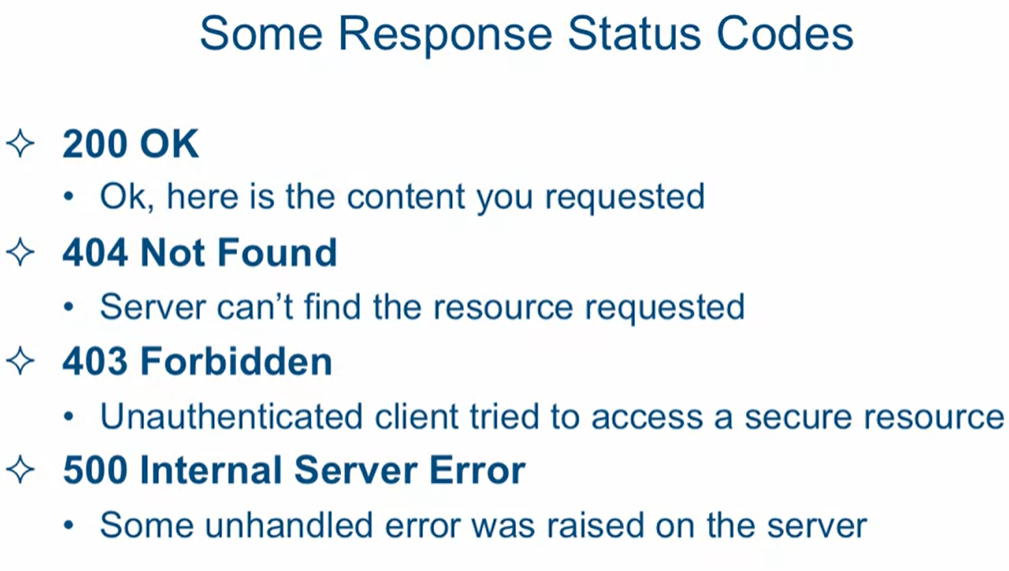 Some Response Status Codes
✧ 200 OK
• Ok, here is the content you requested
✧ 404 Not Found
• Server can’t find the resource requested
✧ 403 Forbidden
• Unauthenticated client tried to access a secure resource
✧ 500 Internal Server Error
• Some unhandled error was raised on the server